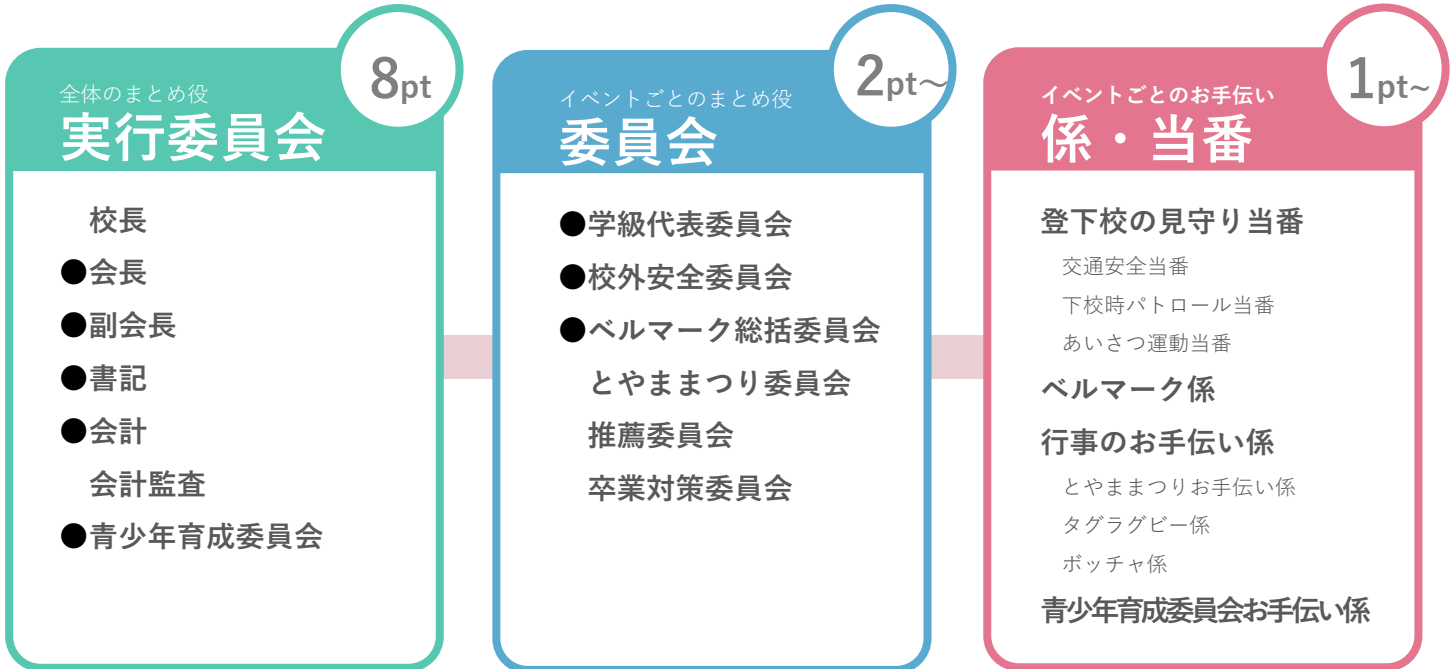 8pt
全体のまとめ役
実行委員会
校長
●会長
●副会長
●書記
●会計
会計監査
●青少年育成委員会
2pt～
イベントごとのまとめ役
委員会
●学級代表委員会
●校外安全委員会
●ベルマーク総括委員会
とやままつり委員会
推薦委員会
卒業対策委員会
1pt~
イベントごとのお手伝い
係・当番
登下校の見守り当番
交通安全当番
下校時パトロール当番
あいさつ運動当番
ベルマーク係
行事のお手伝い係
とやままつりお手伝い係
タグラグビー係
ボッチャ係
青少年育成委員会お手伝い係